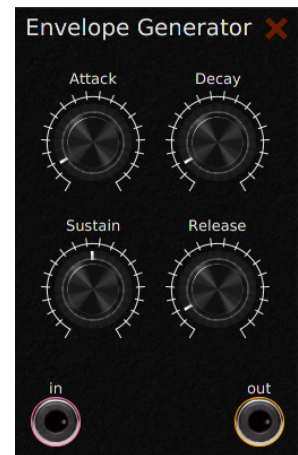 Envelope Generator
Attack Decay
Sustain Release
in out